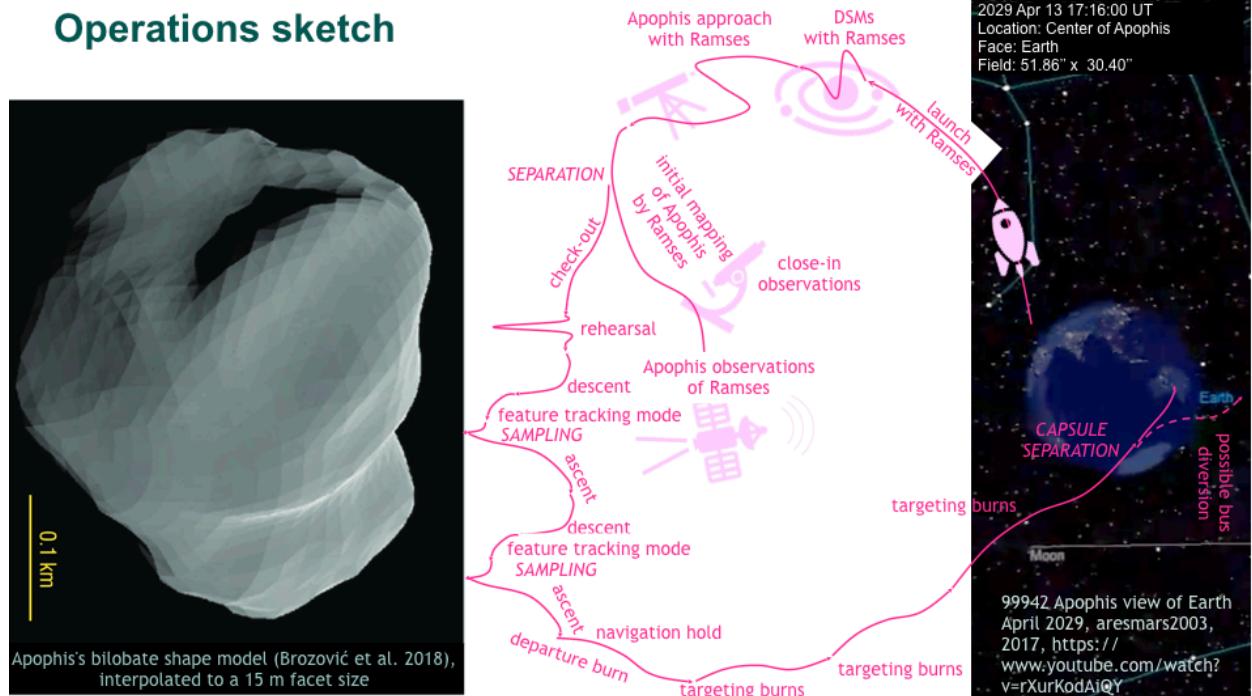 Operations sketch
Apophis approach
with Ramses
DSMs
with Ramses
launch
with Ramses
2029 Apr 13 17:16:00 UT
Location: Center of Apophis
Face: Earth
Field: 51.86" x 30.40"
SEPARATION
initial mapping
of Apophis
by Ramses
check-out
close-in
observations
rehearsal
Apophis observations
of Ramses
descent
feature tracking mode
SAMPLING
ascent
descent
feature tracking mode
SAMPLING
ascent
navigation hold
departure burn
targeting burns
targeting burns
targeting burns
CAPSULE
SEPARATION
Earth
possible bus
diversion
Moon
0.1 km
Apophis's bilobate shape model (Brozović et al. 2018),
interpolated to a 15 m facet size
99942 Apophis view of Earth
April 2029, aresmars2003,
2017, https://
www.youtube.com/watch?
v=rXurKodAiQY